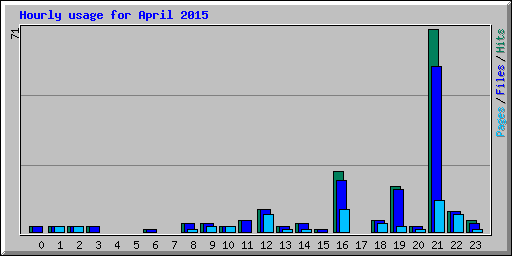 Hourly usage for April 2015
71
Pages/Files/Hits
0 1 2 3 4 5 6 7 8 9 10 11 12 13 14 15 16 17 18 19 20 21 22 23